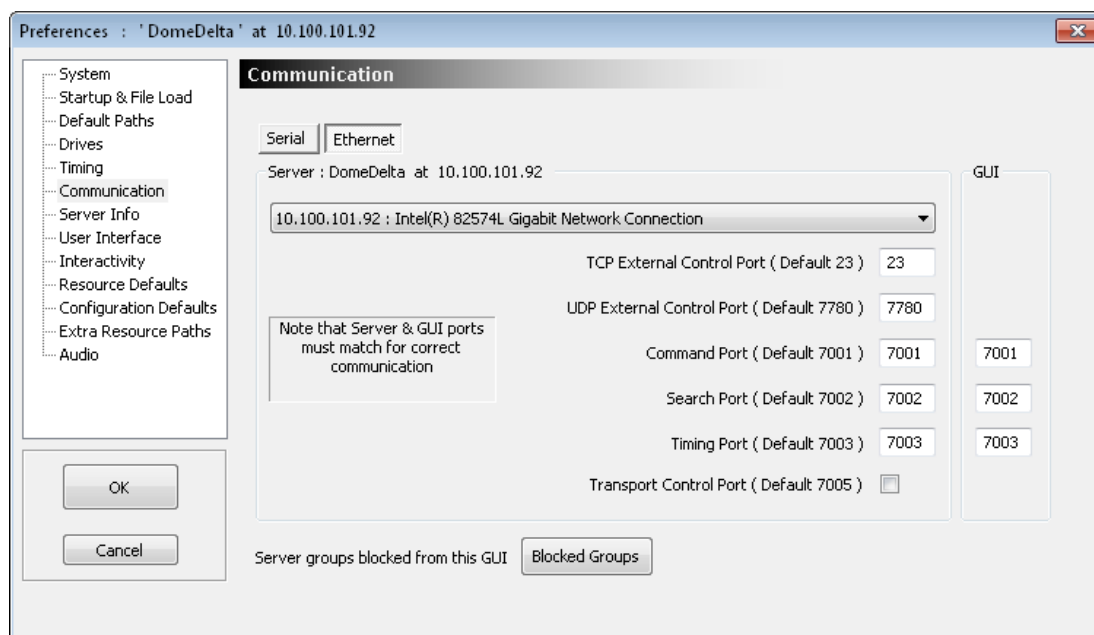 Preferences : 'DomeDelta' at 10.100.101.92
System
Startup & File Load
Default Paths
Drives
Timing
Communication
Server Info
User Interface
Interactivity
Resource Defaults
Configuration Defaults
Extra Resource Paths
Audio
OK
Cancel
Communication
Serial
Ethernet
Server : DomeDelta at 10.100.101.92
GUI
10.100.101.92 : Intel(R) 82574L Gigabit Network Connection
TCP External Control Port ( Default 23 ) 23
UDP External Control Port ( Default 7780 ) 7780
Note that Server & GUI ports
must match for correct
communication
Command Port ( Default 7001 ) 7001 7001
Search Port ( Default 7002 ) 7002 7002
Timing Port ( Default 7003 ) 7003 7003
Transport Control Port ( Default 7005 )
Server groups blocked from this GUI
Blocked Groups